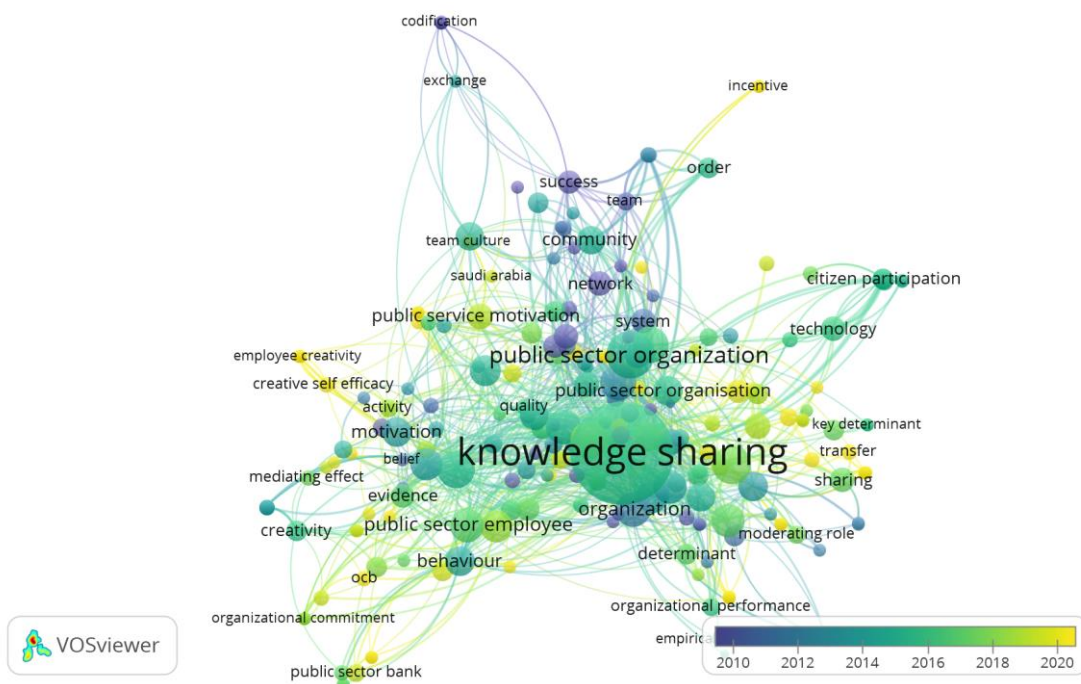 codification
exchange
incentive
order
success
team
team culture
community
saudi arabia
network
citizen participation
public service motivation
system
technology
employee creativity
public sector organization
creative self efficacy
public sector organisation
activity
quality
motivation
key determinant
knowledge sharing
belief
transfer
mediating effect
sharing
evidence
organization
creativity
public sector employee
moderating role
behaviour
determinant
ocb
organizational commitment
organizational performance
empiric
public sector bank
VOSviewer
2010 2012 2014 2016 2018 2020